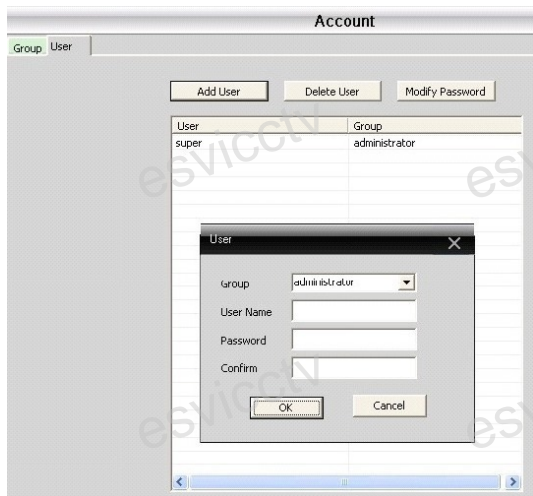 Account
Group User
Add User Delete User Modify Password
User Group
super administrator
esvicctv
User
Group administrator
User Name
Password
Confirm
OK Cancel
esvicctv